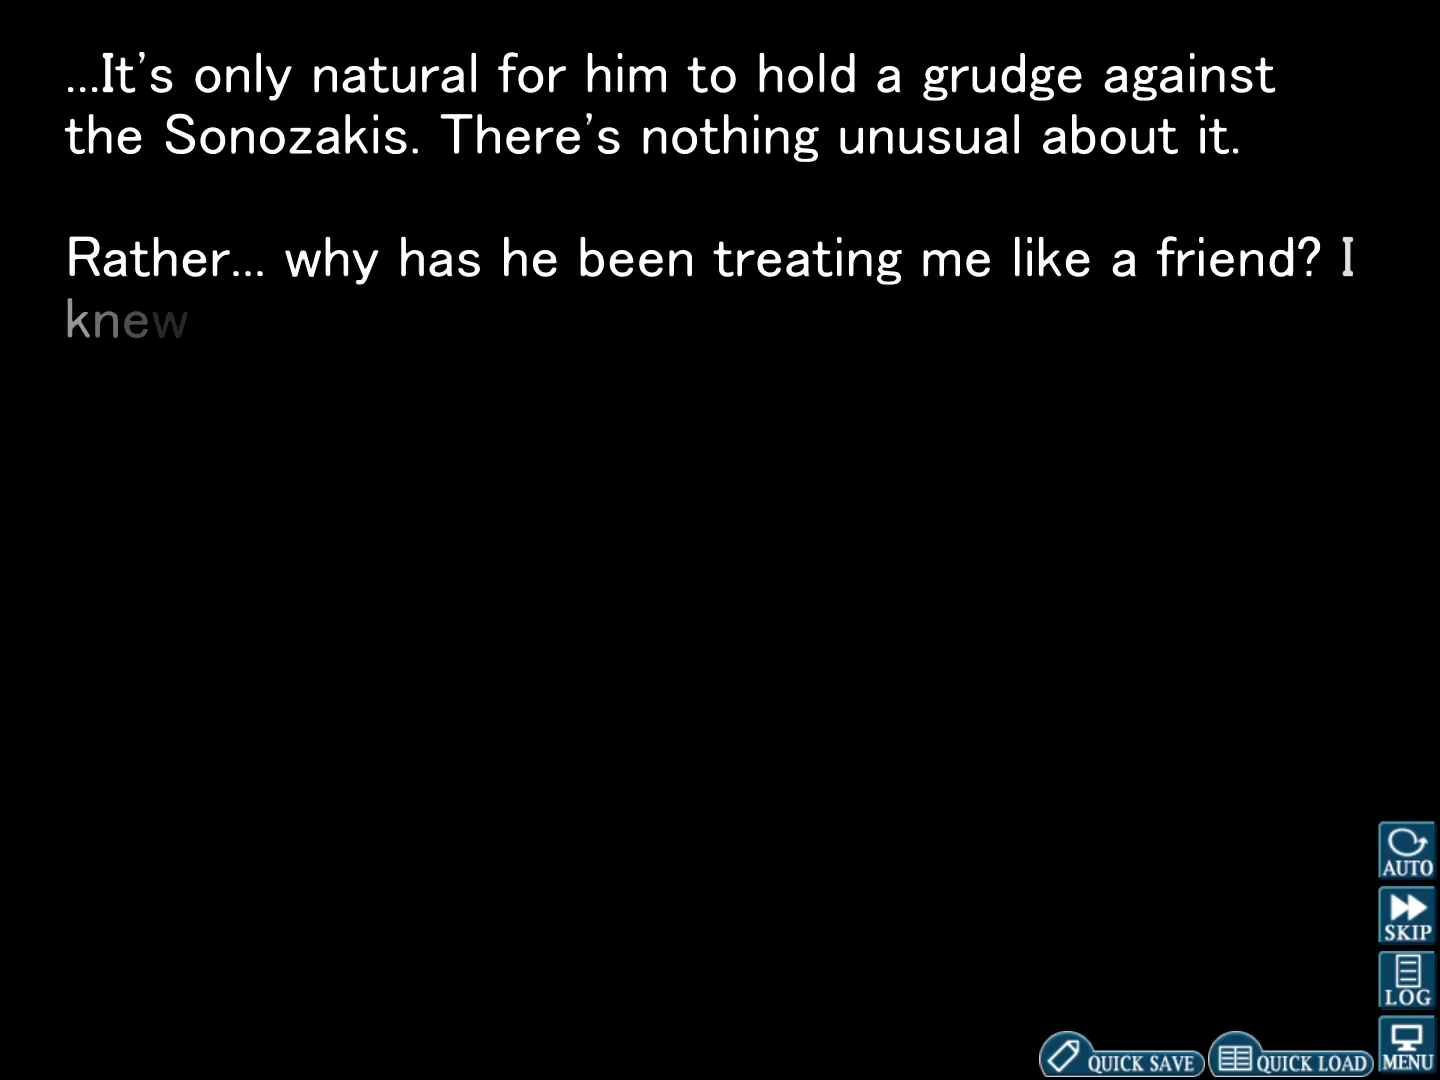 ...It's only natural for him to hold a grudge against
the Sonozakis. There's nothing unusual about it.
Rather... why has he been treating me like a friend? I
knew
AUTO
SKIP
LOG
QUICK SAVE
QUICK LOAD
MENU